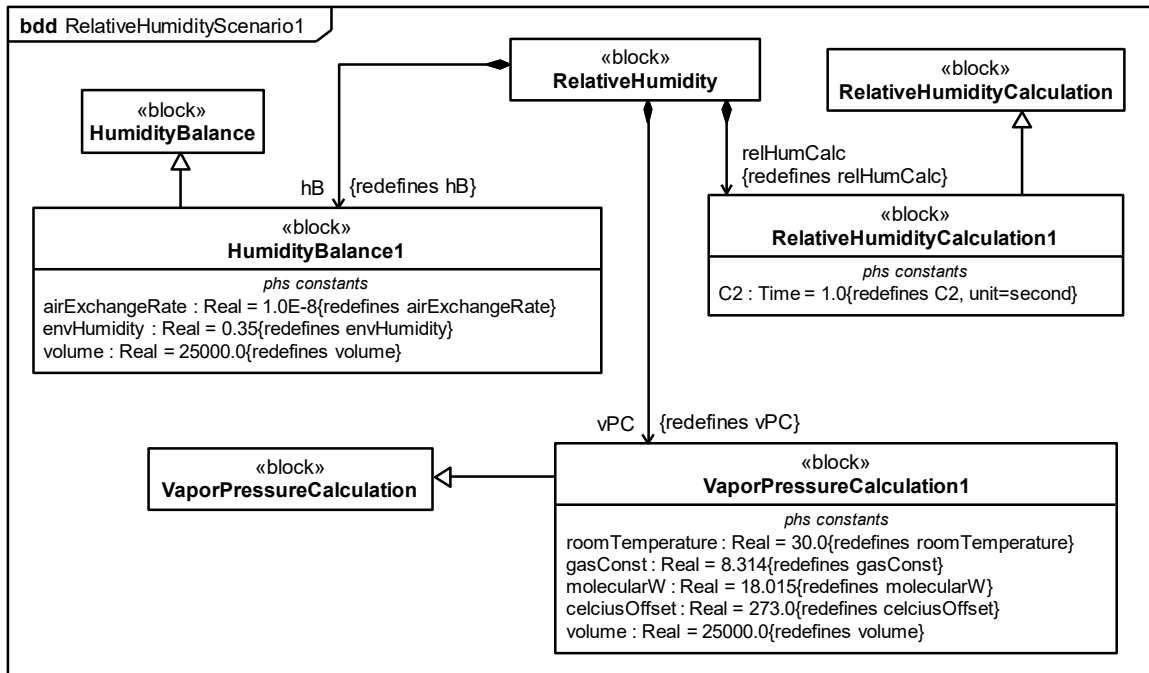 bdd RelativeHumidityScenario1
«block»
RelativeHumidity
«block»
RelativeHumidityCalculation
«block»
HumidityBalance
relHumCalc
{redefines relHumCalc}
hB {redefines hB}
«block»
HumidityBalance1
phs constants
airExchangeRate : Real = 1.0E-8{redefines airExchangeRate}
envHumidity : Real = 0.35{redefines envHumidity}
volume : Real = 25000.0{redefines volume}
«block»
RelativeHumidityCalculation1
phs constants
C2 : Time = 1.0{redefines C2, unit=second}
vPC {redefines vPC}
«block»
VaporPressureCalculation
«block»
VaporPressureCalculation1
phs constants
roomTemperature : Real = 30.0{redefines roomTemperature}
gasConst : Real = 8.314{redefines gasConst}
molecularW : Real = 18.015{redefines molecularW}
celciusOffset : Real = 273.0{redefines celciusOffset}
volume : Real = 25000.0{redefines volume}